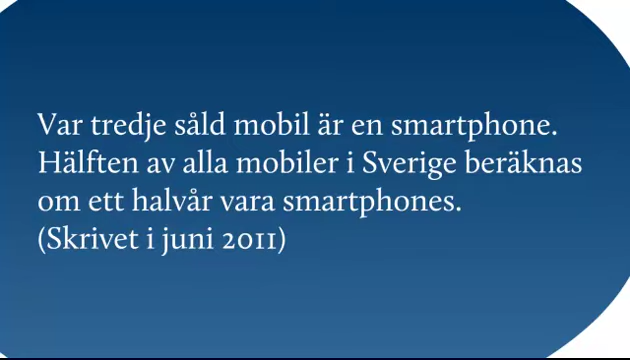 Var tredje såld mobil är en smartphone.
Hälften av alla mobiler i Sverige beräknas
om ett halvår vara smartphones.
(Skrivet i juni 2011)